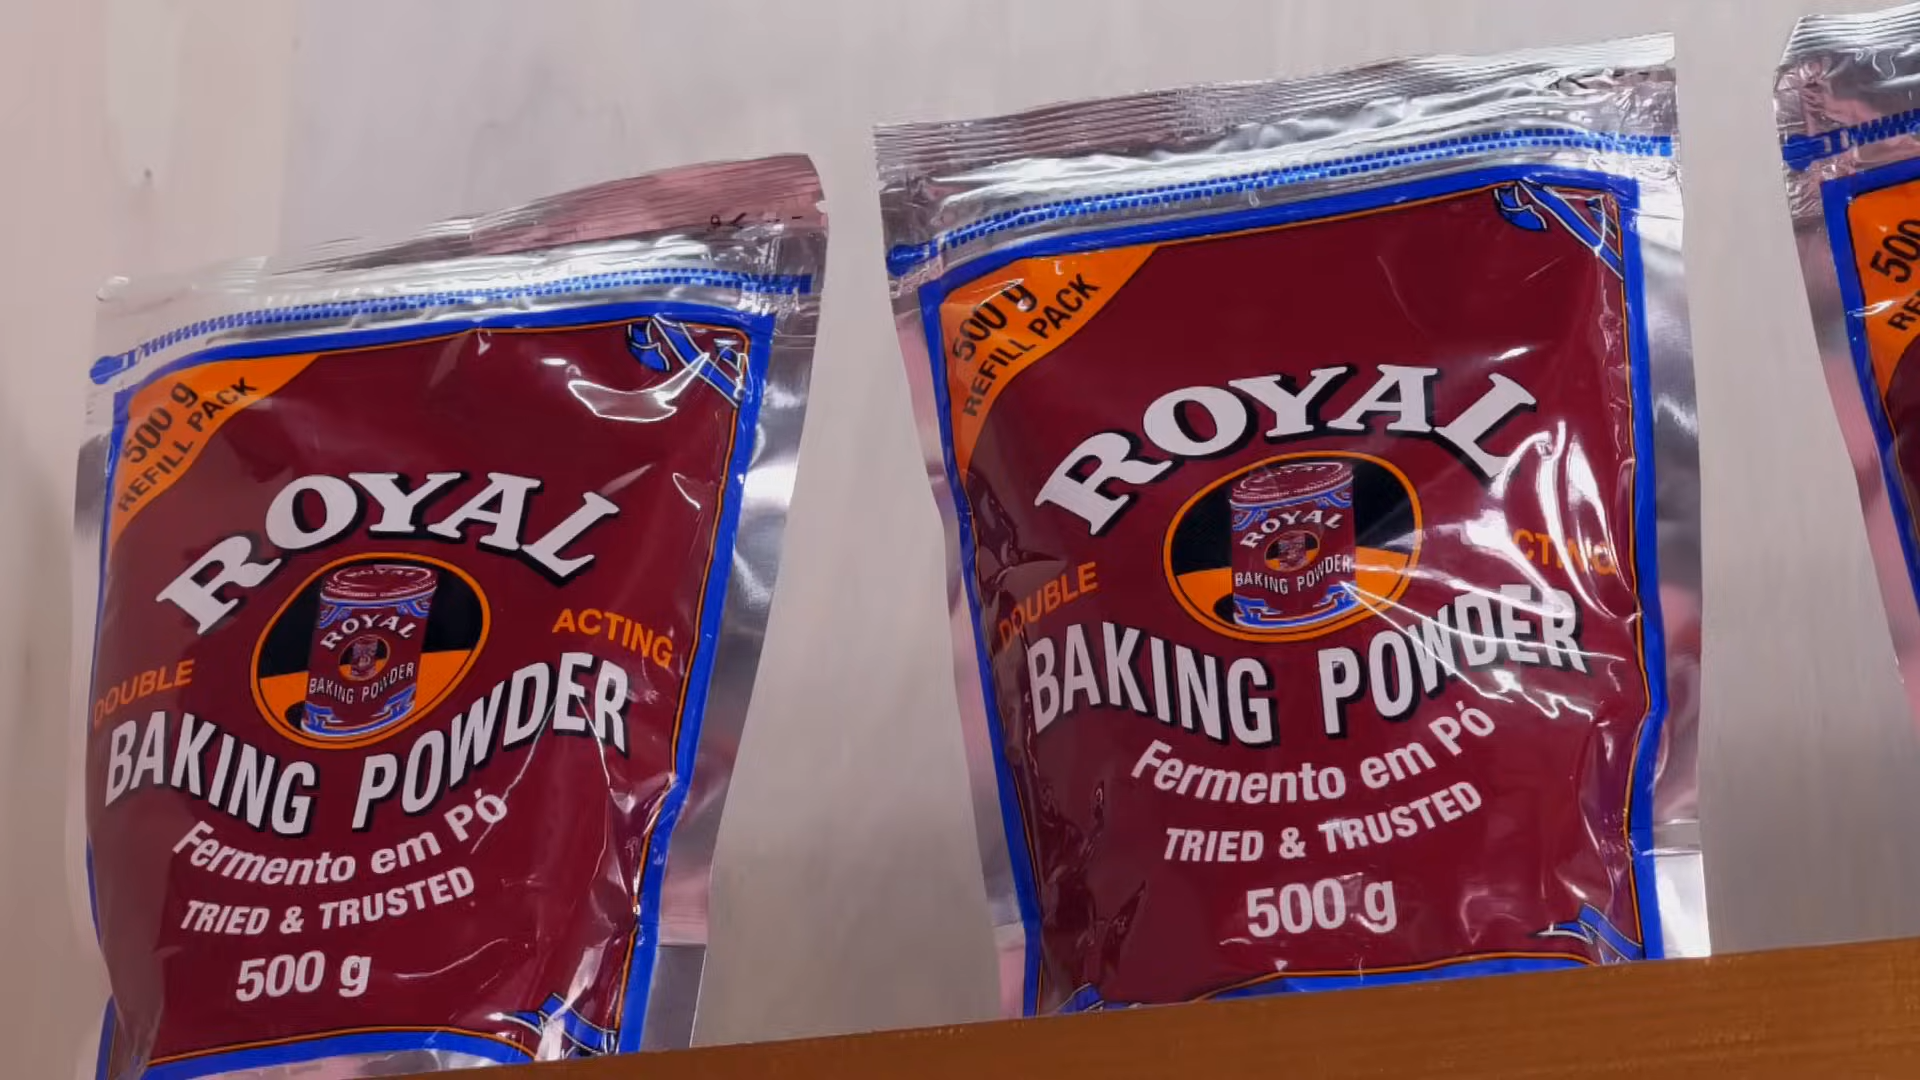 500 g
REFILL PACK
ROYAL
ROYAL
BAKING POWDER
DOUBLE ACTING
BAKING POWDER
Fermento em Pó
TRIED & TRUSTED
500 g
500 g
REFILL PACK
ROYAL
ROYAL
BAKING POWDER
DOUBLE ACTING
BAKING POWDER
Fermento em Pó
TRIED & TRUSTED
500 g
500